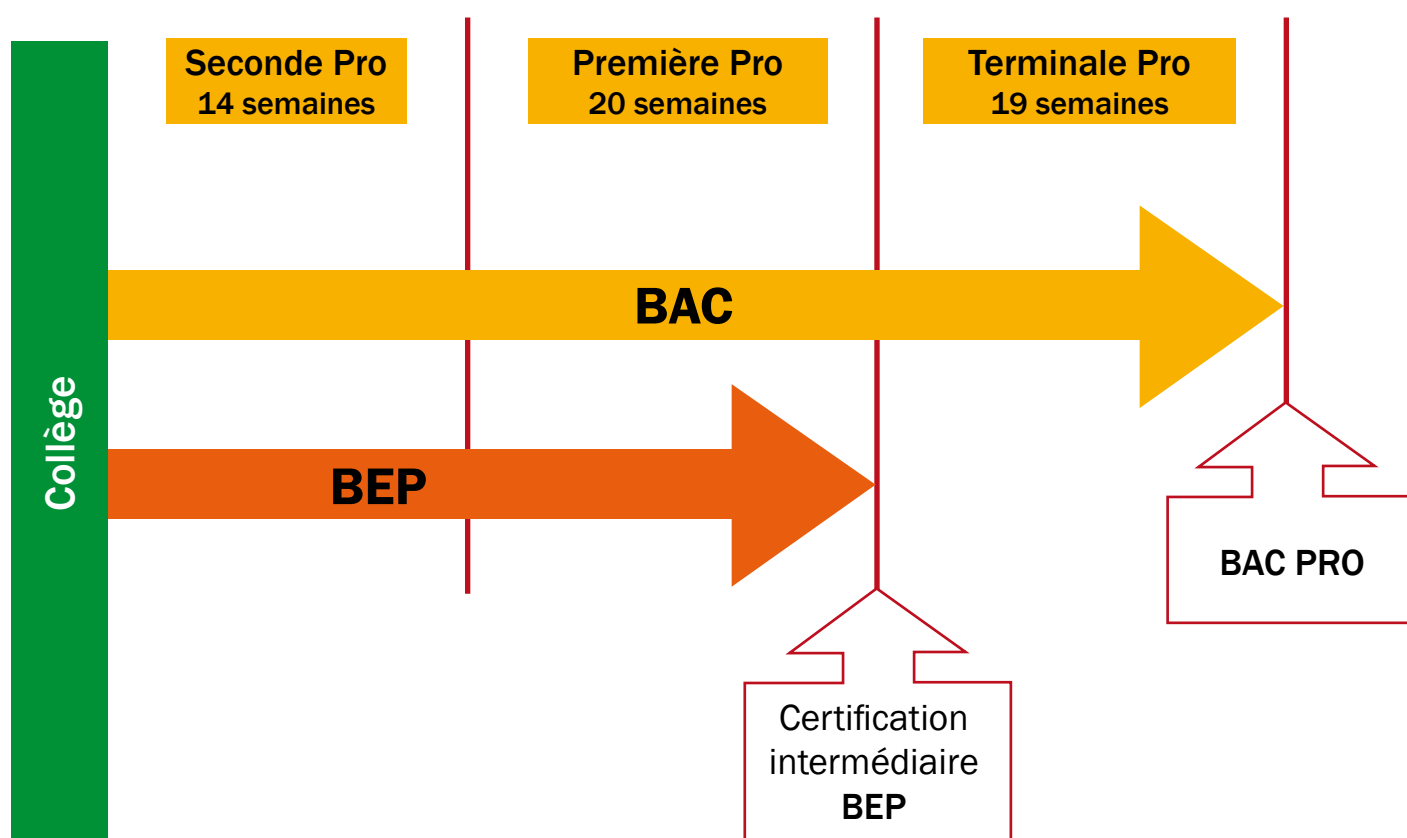 Seconde Pro
14 semaines
Première Pro
20 semaines
Terminale Pro
19 semaines
Collège
BAC
BEP
BAC PRO
Certification
intermédiaire
BEP